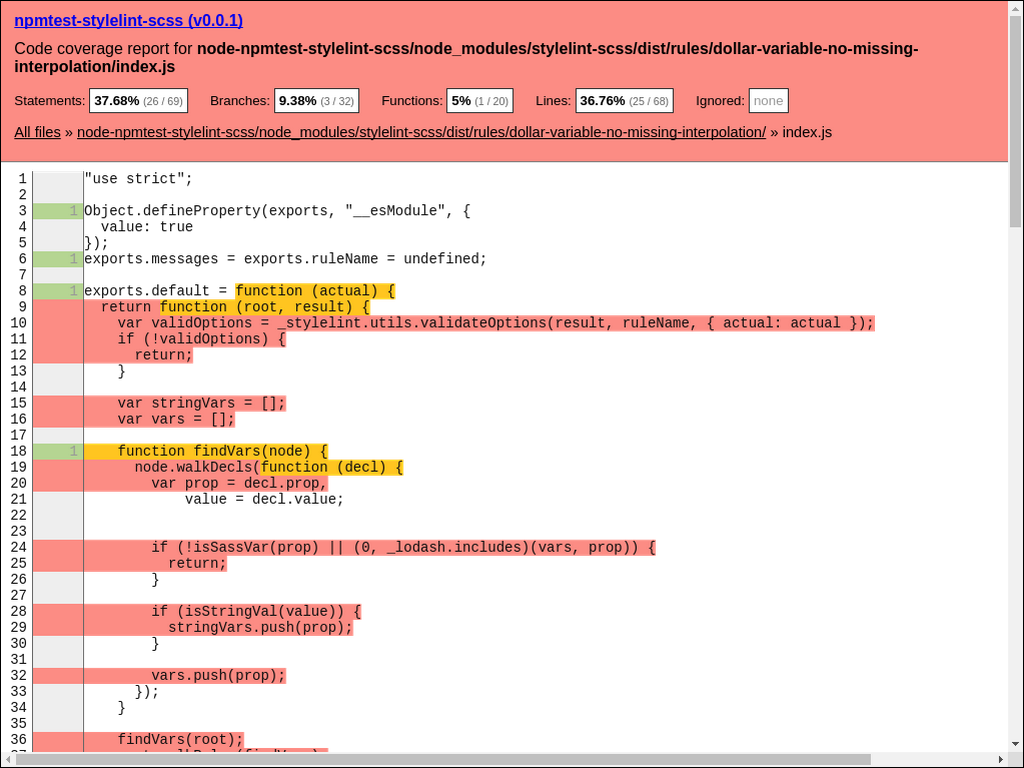 npmtest-stylelint-scss (v0.0.1)
Code coverage report for node-npmtest-stylelint-scss/node_modules/stylelint-scss/dist/rules/dollar-variable-no-missing-
interpolation/index.js
Statements: 37.68% (26 / 69) Branches: 9.38% (3 / 32) Functions: 5% (1 / 20) Lines: 36.76% (25 / 68) Ignored: none
All files » node-npmtest-stylelint-scss/node_modules/stylelint-scss/dist/rules/dollar-variable-no-missing-interpolation/ » index.js
1 "use strict";
2
3 1 Object.defineProperty(exports, "__esModule", {
4   value: true
5 });
6 1 exports.messages = exports.ruleName = undefined;
7
8 1 exports.default = function (actual) {
9   return function (root, result) {
10     var validOptions = _stylelint.utils.validateOptions(result, ruleName, { actual: actual });
11     if (!validOptions) {
12       return;
13     }
14
15     var stringVars = [];
16     var vars = [];
17
18 1     function findVars(node) {
19       node.walkDecls(function (decl) {
20         var prop = decl.prop,
21             value = decl.value;
22
23
24         if (!isSassVar(prop) || (0, _lodash.includes)(vars, prop)) {
25           return;
26         }
27
28         if (isStringVal(value)) {
29           stringVars.push(prop);
30         }
31
32         vars.push(prop);
33       });
34     }
35
36     findVars(root);